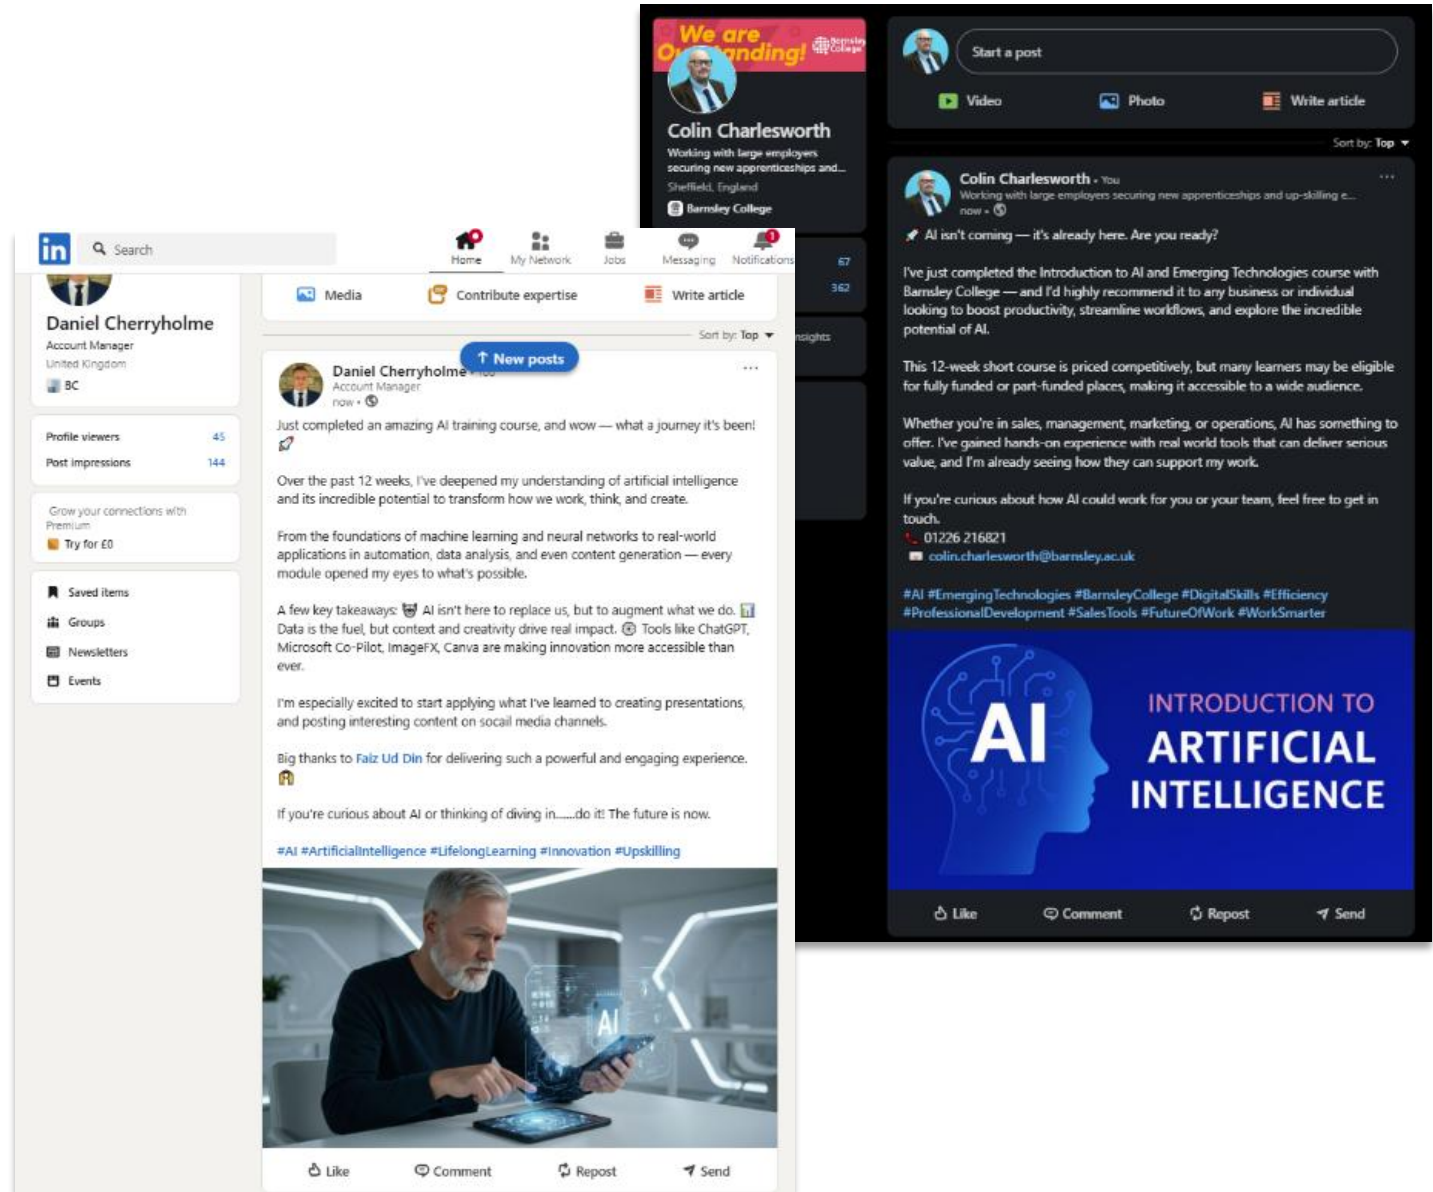 We are
Outstanding!
Barnsley
College
Colin Charlesworth
Working with large employers
securing new apprenticeships and...
Sheffield, England
Barnsley College
67
362
nsights
Start a post
Video
Photo
Write article
Sort by: Top
Colin Charlesworth • You
Working with large employers securing new apprenticeships and up-skilling e...
now •
AI isn't coming — it's already here. Are you ready?
I've just completed the Introduction to AI and Emerging Technologies course with
Barnsley College — and I'd highly recommend it to any business or individual
looking to boost productivity, streamline workflows, and explore the incredible
potential of AI.
This 12-week short course is priced competitively, but many learners may be eligible
for fully funded or part-funded places, making it accessible to a wide audience.
Whether you're in sales, management, marketing, or operations, AI has something to
offer. I've gained hands-on experience with real world tools that can deliver serious
value, and I'm already seeing how they can support my work.
If you're curious about how AI could work for you or your team, feel free to get in
touch.
01226 216821
colin.charlesworth@barnsley.ac.uk
#AI #EmergingTechnologies #BarnsleyCollege #DigitalSkills #Efficiency
#ProfessionalDevelopment #SalesTools #FutureOfWork #WorkSmarter
AI
INTRODUCTION TO
ARTIFICIAL
INTELLIGENCE
Like
Comment
Repost
Send
in
Search
Home
My Network
Jobs
Messaging
1
Notifications
Daniel Cherryholme
Account Manager
United Kingdom
BC
Profile viewers 45
Post impressions 144
Grow your connections with
Premium
Try for £0
Saved items
Groups
Newsletters
Events
Media
Contribute expertise
Write article
Sort by: Top
New posts
Daniel Cherryholme
Account Manager
now •
Just completed an amazing AI training course, and wow — what a journey it's been!
Over the past 12 weeks, I've deepened my understanding of artificial intelligence
and its incredible potential to transform how we work, think, and create.
From the foundations of machine learning and neural networks to real-world
applications in automation, data analysis, and even content generation — every
module opened my eyes to what's possible.
A few key takeaways: AI isn't here to replace us, but to augment what we do.
Data is the fuel, but context and creativity drive real impact. Tools like ChatGPT,
Microsoft Co-Pilot, ImageFX, Canva are making innovation more accessible than
ever.
I'm especially excited to start applying what I've learned to creating presentations,
and posting interesting content on socail media channels.
Big thanks to Faiz Ud Din for delivering such a powerful and engaging experience.
If you're curious about AI or thinking of diving in......do it! The future is now.
#AI #ArtificialIntelligence #LifelongLearning #Innovation #Upskilling
AI
Like
Comment
Repost
Send